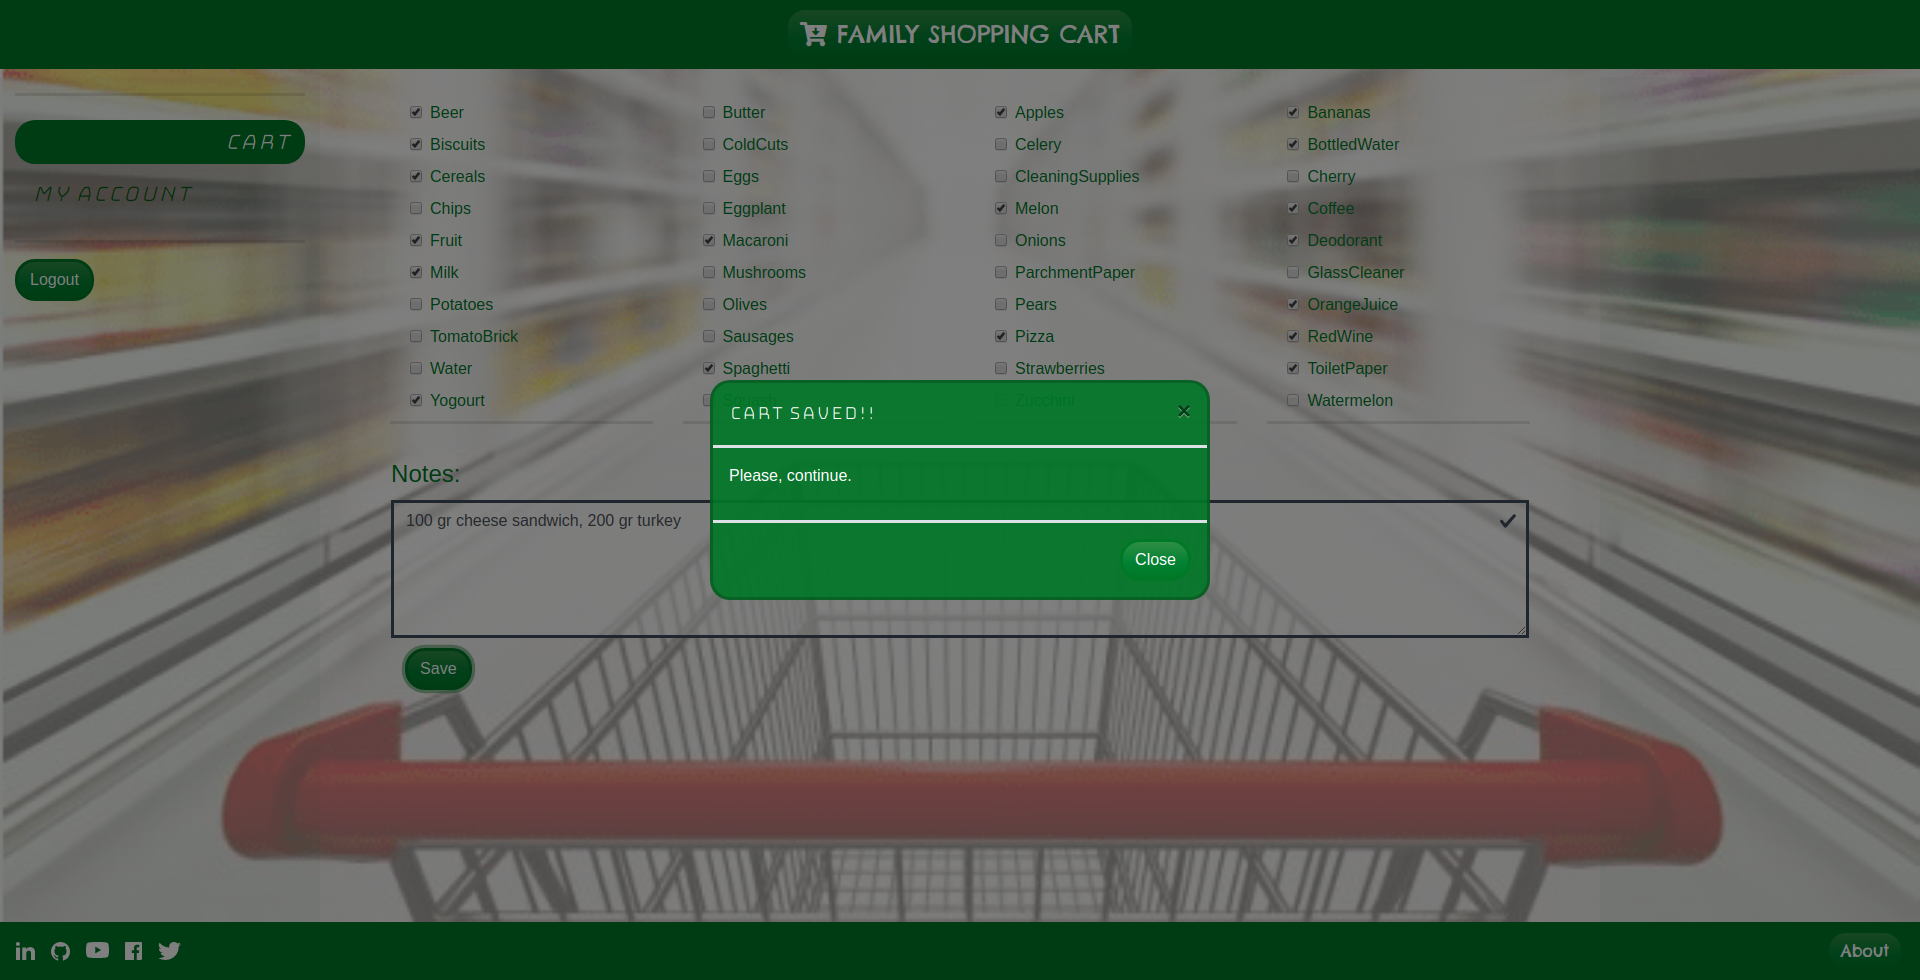 FAMILY SHOPPING CART
CART
MY ACCOUNT
Logout
Beer Butter Apples Bananas
Biscuits ColdCuts Celery BottledWater
Cereals Eggs CleaningSupplies Cherry
Chips Eggplant Melon Coffee
Fruit Macaroni Onions Deodorant
Milk Mushrooms ParchmentPaper GlassCleaner
Potatoes Olives Pears OrangeJuice
TomatoBrick Sausages Pizza RedWine
Water Spaghetti Strawberries ToiletPaper
Yogourt Squash Zucchini Watermelon
CART SAVED!!
×
Please, continue.
Close
Notes:
100 gr cheese sandwich, 200 gr turkey
Save
About